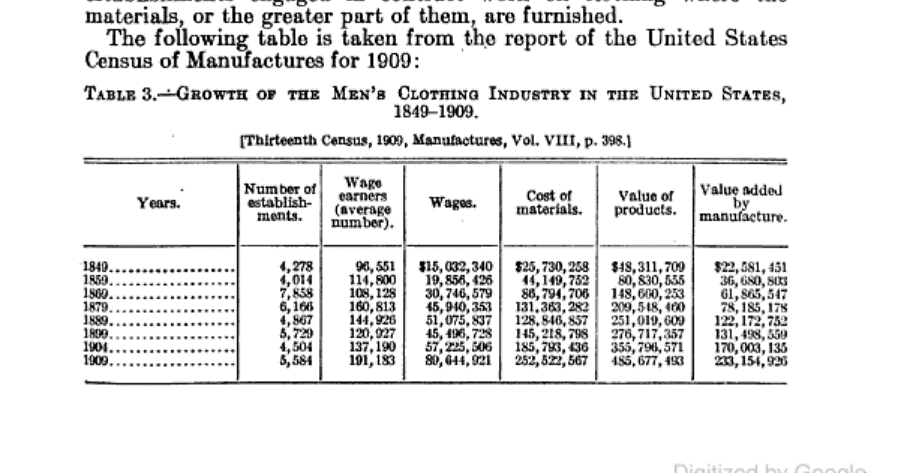 materials, or the greater part of them, are furnished.
The following table is taken from the report of the United States
Census of Manufactures for 1909:
TABLE 3.—GROWTH OF THE MEN'S CLOTHING INDUSTRY IN THE UNITED STATES,
1849–1909.
[Thirteenth Census, 1909, Manufactures, Vol. VIII, p. 398.]
Years. Number of establish-ments. Wage earners (average number). Wages. Cost of materials. Value of products. Value added by manufacture.
1849 4,278 96,551 $15,032,340 $25,730,258 $48,311,709 $22,581,451
1859 4,014 114,800 19,856,426 44,149,752 80,830,555 36,680,803
1869 7,858 108,128 30,746,579 86,794,706 148,660,253 61,865,547
1879 6,166 160,813 45,940,353 131,363,282 209,548,460 78,185,178
1889 4,867 144,926 51,075,837 128,846,857 251,019,609 122,172,752
1899 5,729 120,927 45,496,728 145,218,798 276,717,357 131,498,559
1904 4,504 137,190 57,225,506 185,793,436 355,796,571 170,003,135
1909 5,584 191,183 89,644,921 252,522,567 485,677,493 233,154,926
Digitized by Google